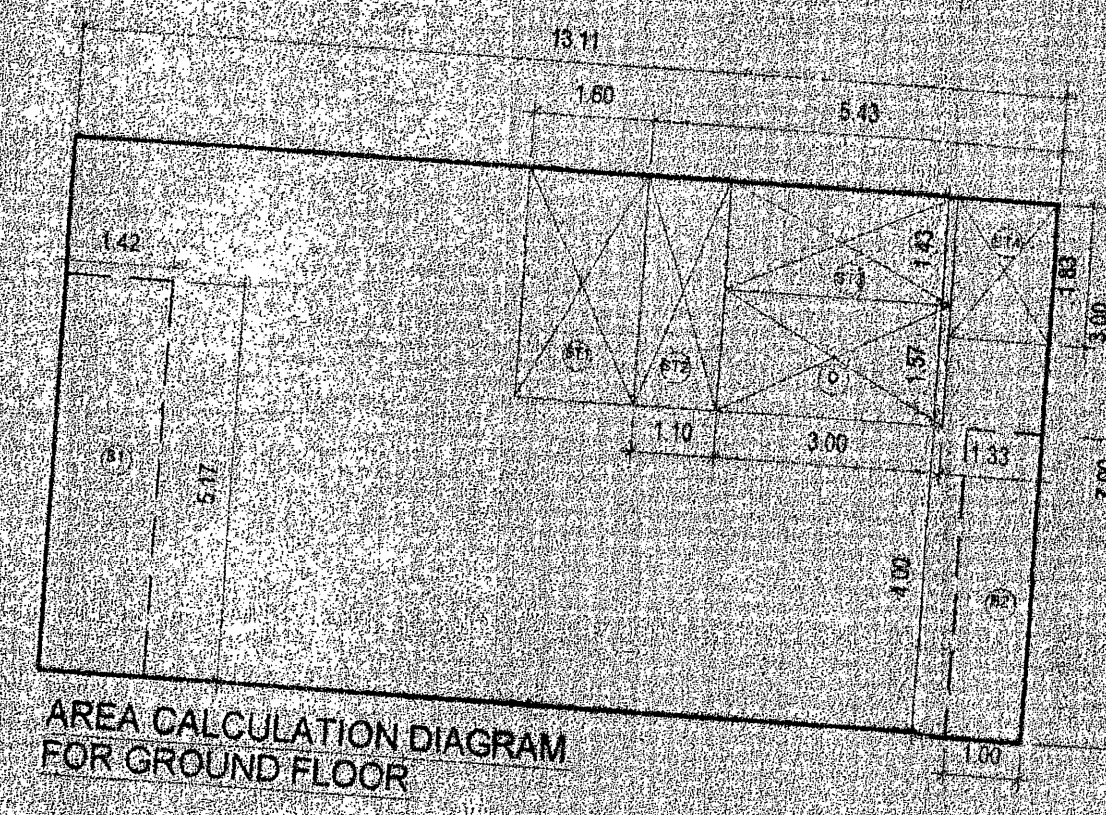 13.11
1.60
5.43
1.42
1.43
ST4
1.83
3.00
ST3
ST1
ST2
1.57
D
1.10
3.00
1.33
(B1)
5.17
4.00
(B2)
1.00
AREA CALCULATION DIAGRAM
FOR GROUND FLOOR